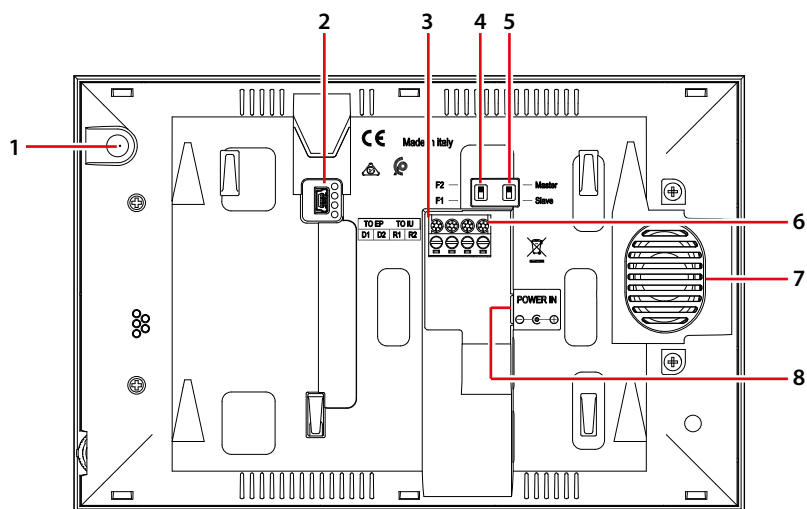 2 3 4 5
1
CE Made in Italy
F2 Master
F1 Slave
TO EP TO IU
D1 D2 R1 R2
6
7
POWER IN
8